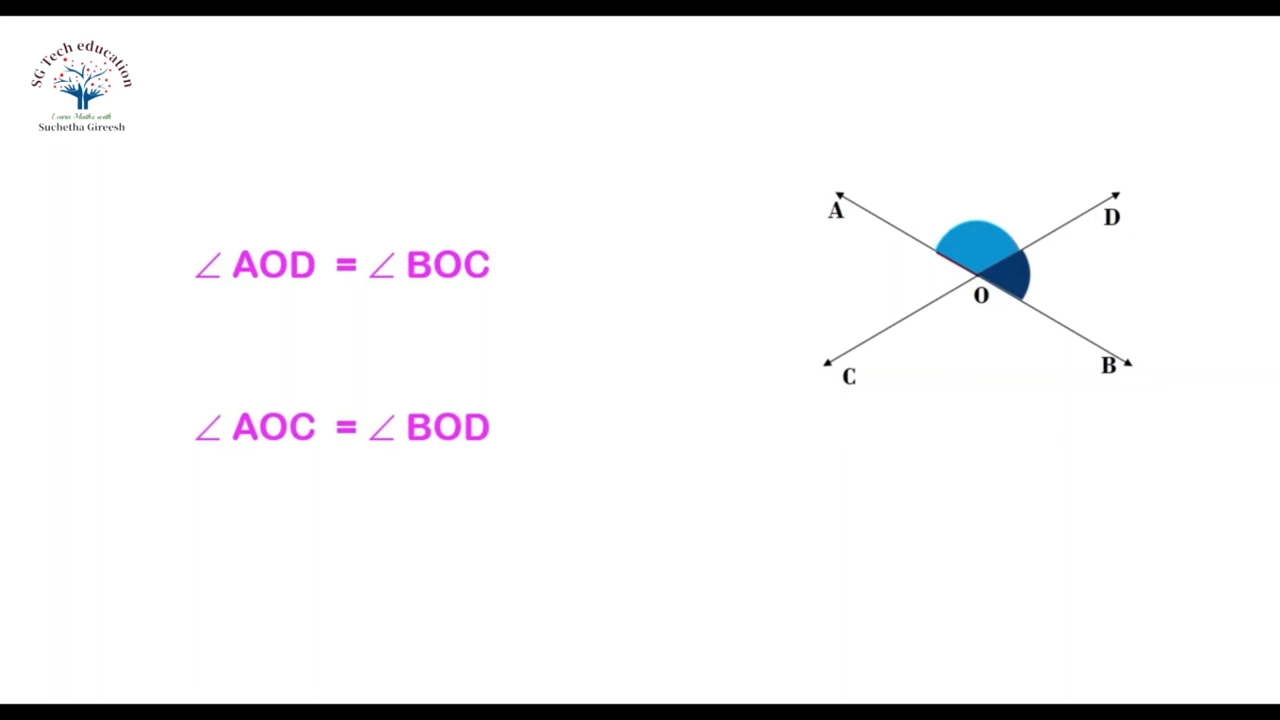 SG Tech education
Learn Maths with
Suchetha Gireesh
A
D
∠ AOD = ∠ BOC
O
C
B
∠ AOC = ∠ BOD